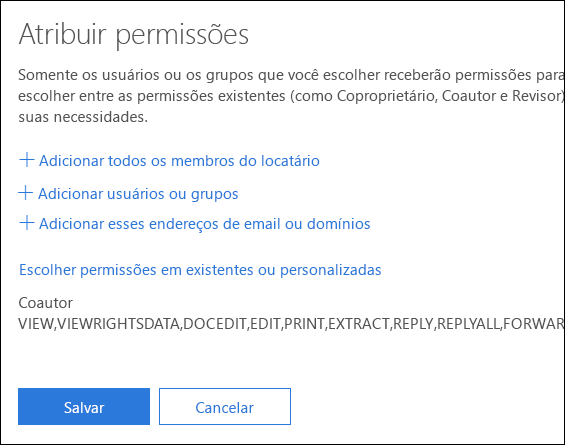 Atribuir permissões
Somente os usuários ou os grupos que você escolher receberão permissões para
escolher entre as permissões existentes (como Coproprietário, Coautor e Revisor)
suas necessidades.
+ Adicionar todos os membros do locatário
+ Adicionar usuários ou grupos
+ Adicionar esses endereços de email ou domínios
Escolher permissões em existentes ou personalizadas
Coautor
VIEW,VIEWRIGHTSDATA,DOCEDIT,EDIT,PRINT,EXTRACT,REPLY,REPLYALL,FORWAR
Salvar
Cancelar